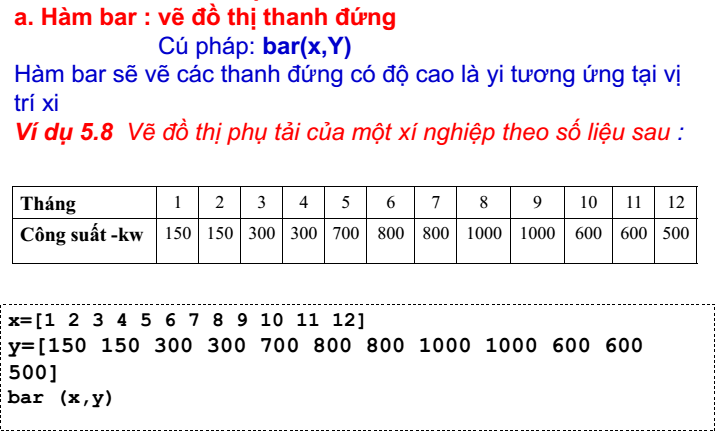 a. Hàm bar : vẽ đồ thị thanh đứng
Cú pháp: bar(x,Y)
Hàm bar sẽ vẽ các thanh đứng có độ cao là yi tương ứng tại vị
trí xi
Ví dụ 5.8 Vẽ đồ thị phụ tải của một xí nghiệp theo số liệu sau :
Tháng 1 2 3 4 5 6 7 8 9 10 11 12
Công suất -kw 150 150 300 300 700 800 800 1000 1000 600 600 500
x=[1 2 3 4 5 6 7 8 9 10 11 12]
y=[150 150 300 300 700 800 800 1000 1000 600 600
500]
bar (x,y)